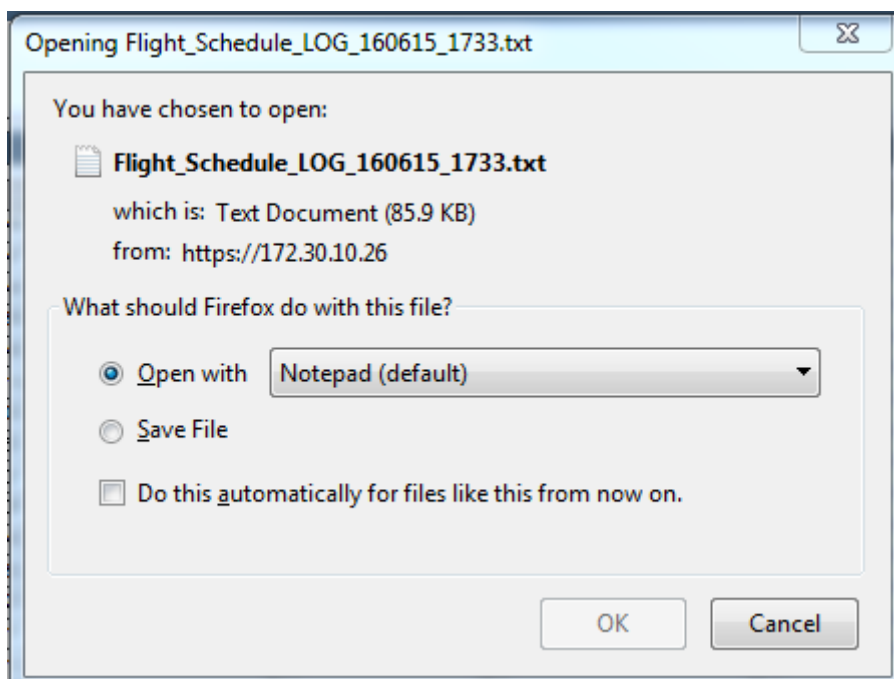 Opening Flight_Schedule_LOG_160615_1733.txt
You have chosen to open:
Flight_Schedule_LOG_160615_1733.txt
which is: Text Document (85.9 KB)
from: https://172.30.10.26
What should Firefox do with this file?
Open with Notepad (default)
Save File
Do this automatically for files like this from now on.
OK Cancel